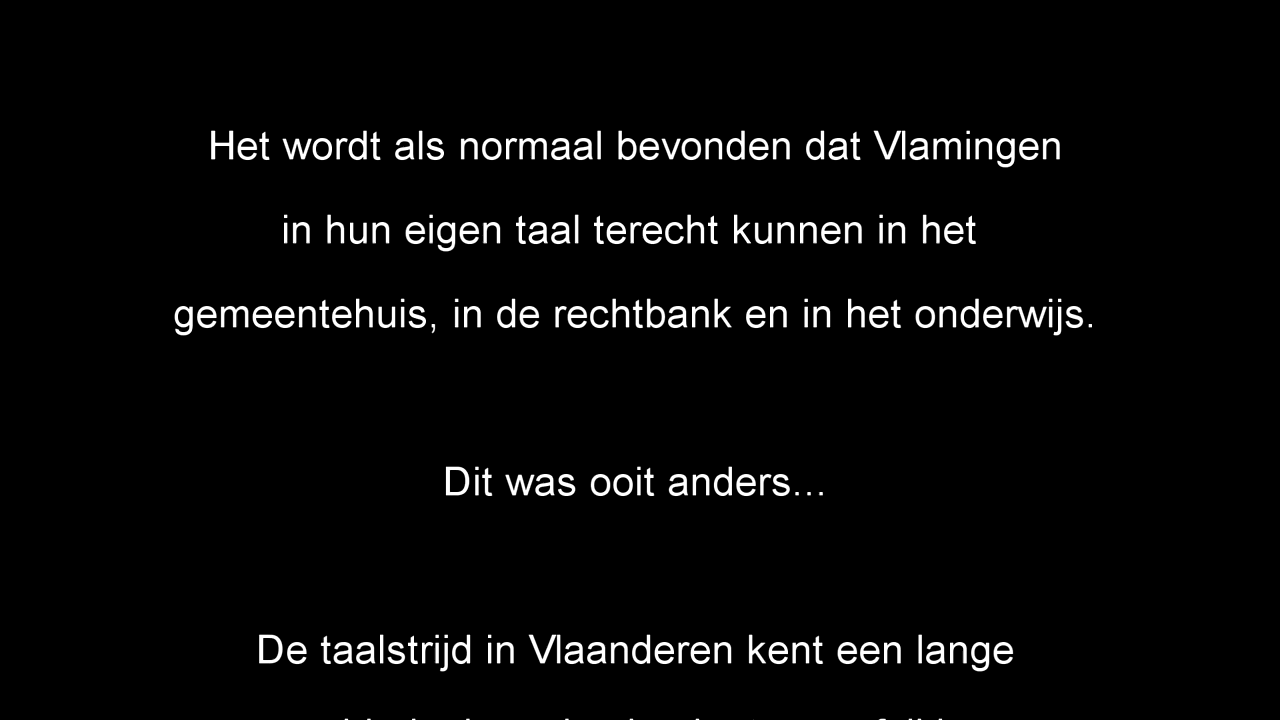 Het wordt als normaal bevonden dat Vlamingen
in hun eigen taal terecht kunnen in het
gemeentehuis, in de rechtbank en in het onderwijs.
Dit was ooit anders...
De taalstrijd in Vlaanderen kent een lange